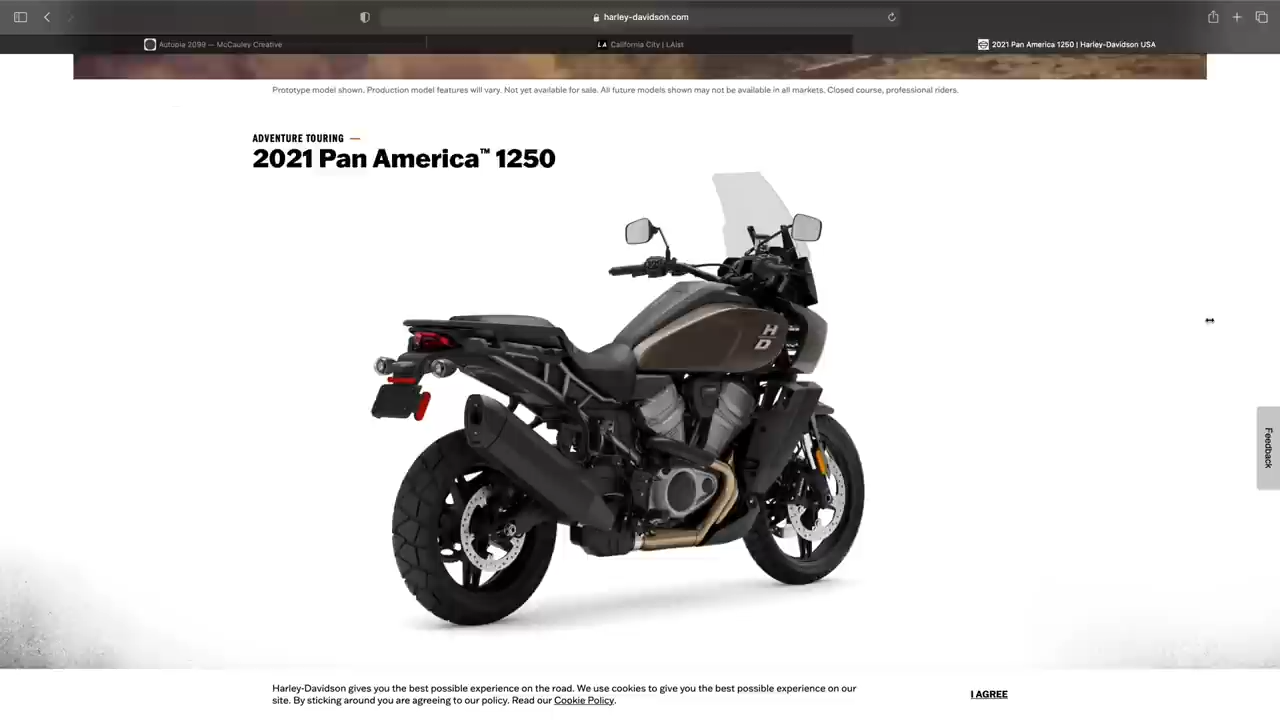 harley-davidson.com
Autopia 2099 — McCauley Creative
LA California City | LAist
2021 Pan America 1250 | Harley-Davidson USA
Prototype model shown. Production model features will vary. Not yet available for sale. All future models shown may not be available in all markets. Closed course, professional riders.
ADVENTURE TOURING —
2021 Pan America™ 1250
H
D
Feedback
Harley-Davidson gives you the best possible experience on the road. We use cookies to give you the best possible experience on our
site. By sticking around you are agreeing to our policy. Read our Cookie Policy.
I AGREE